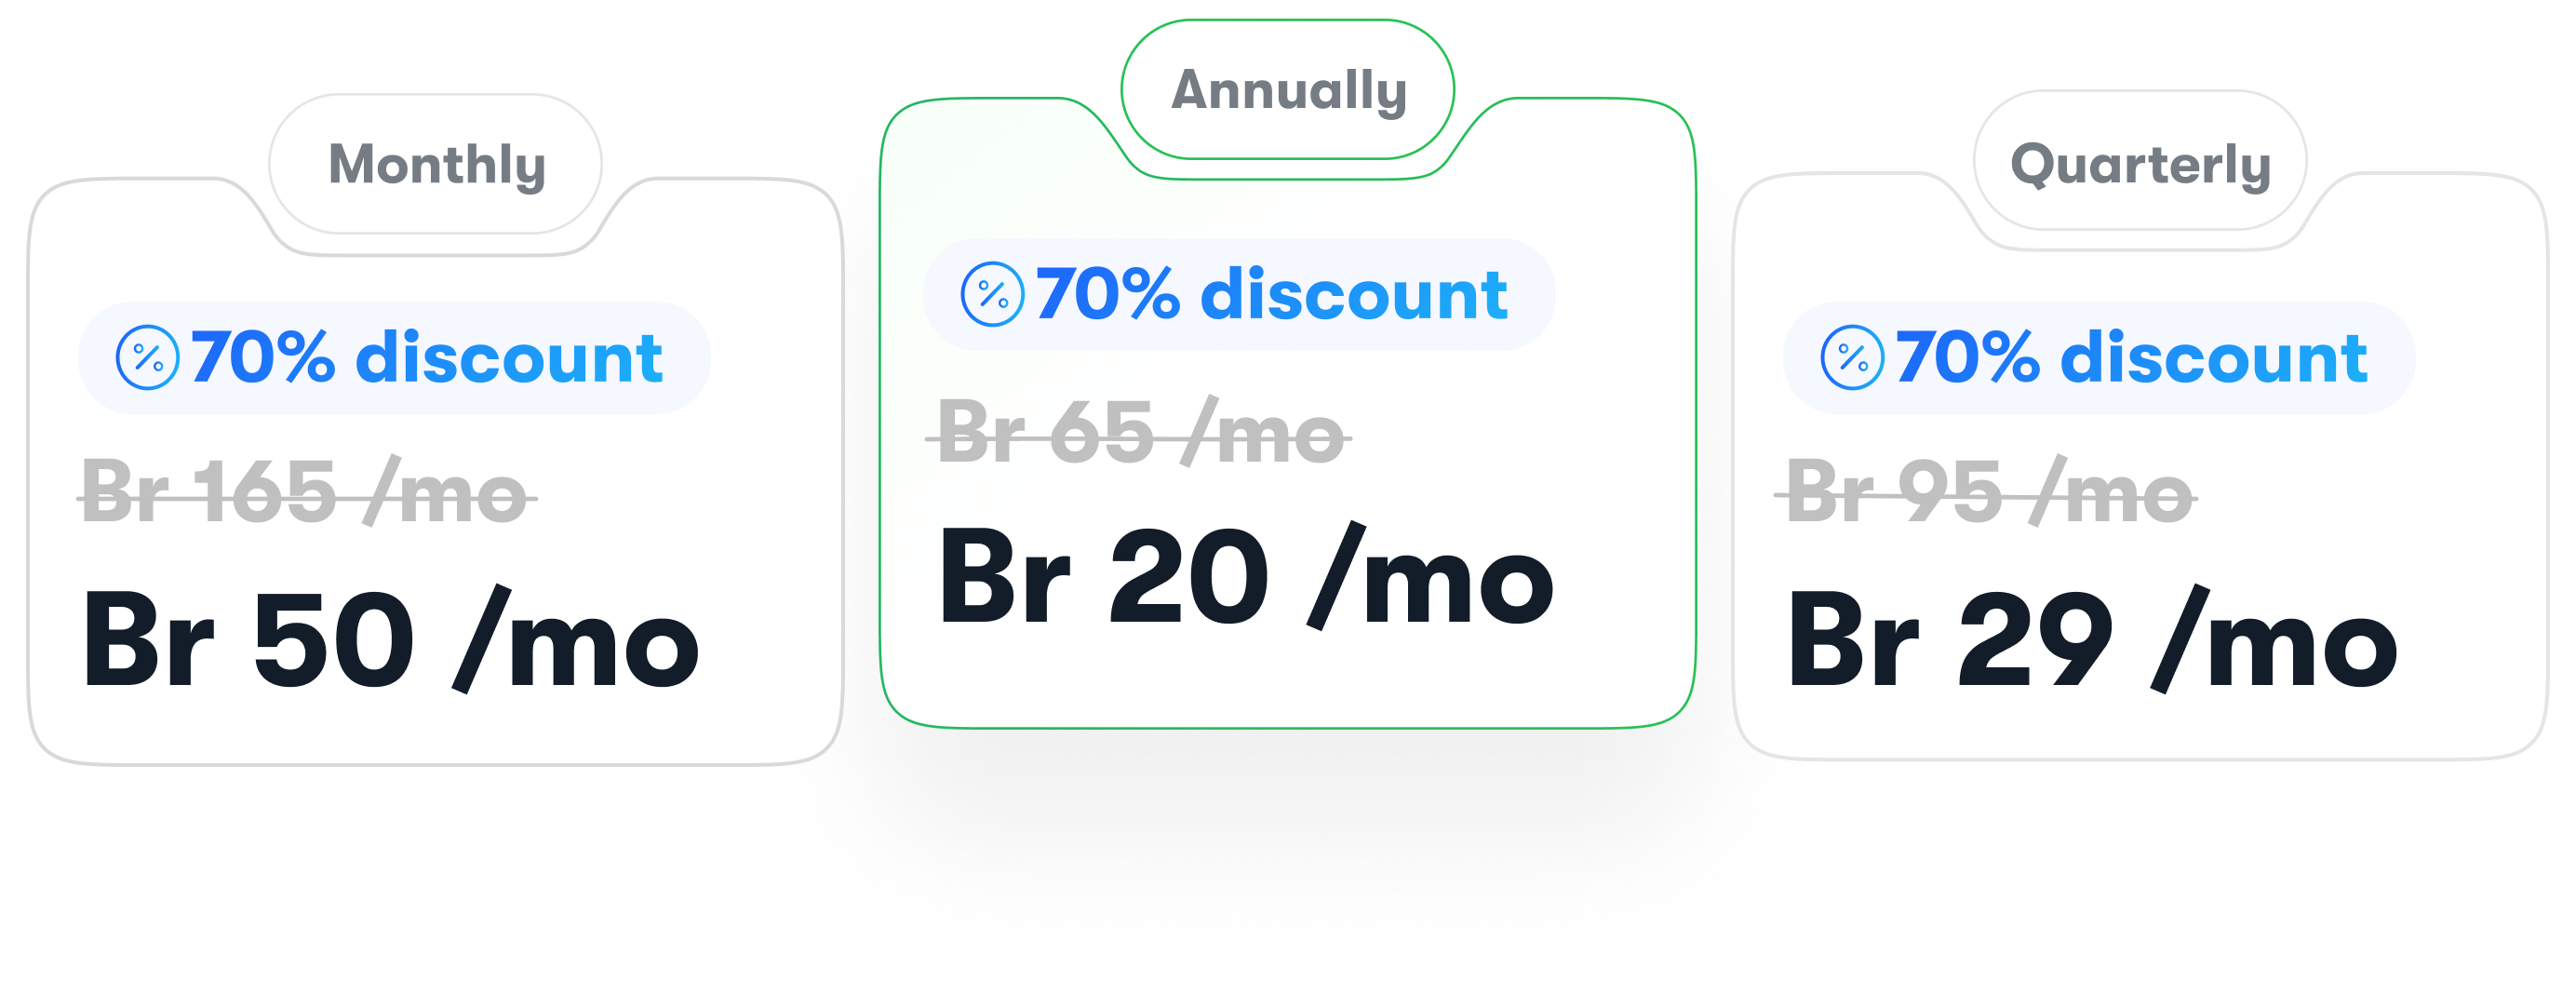 Monthly
70% discount
Br 165 /mo
Br 50 /mo
Annually
70% discount
Br 65 /mo
Br 20 /mo
Quarterly
70% discount
Br 95 /mo
Br 29 /mo